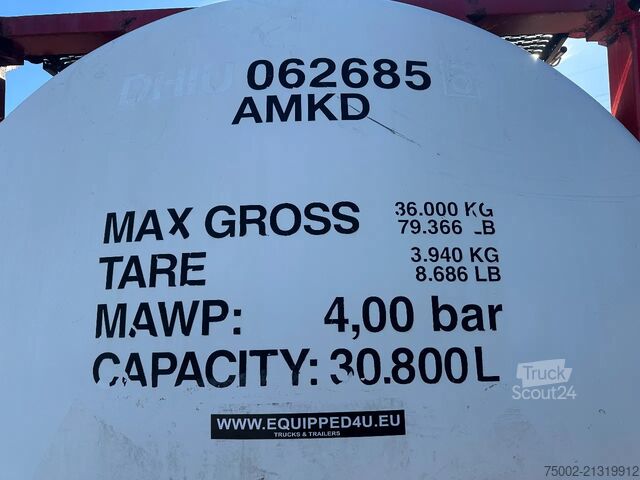 DHIU 062685
AMKD
MAX GROSS 36.000 KG
79.366 LB
TARE 3.940 KG
8.686 LB
MAWP: 4,00 bar
CAPACITY: 30.800 L
WWW.EQUIPPED4U.EU
TRUCKS & TRAILERS
Truck
Scout24
75002-21319912